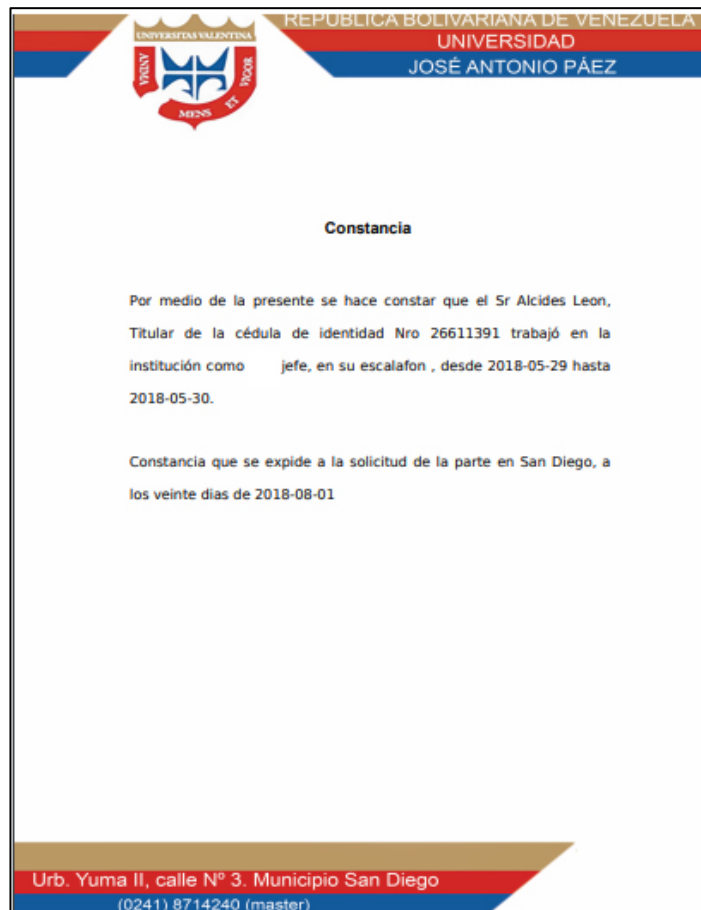 REPÚBLICA BOLIVARIANA DE VENEZUELA
UNIVERSIDAD
JOSÉ ANTONIO PÁEZ
UNIVERSITAS VALENTINA
ANIMA
MENS ET VIGOR
Constancia
Por medio de la presente se hace constar que el Sr Alcides Leon,
Titular de la cédula de identidad Nro 26611391 trabajó en la
institución como jefe, en su escalafon , desde 2018-05-29 hasta
2018-05-30.
Constancia que se expide a la solicitud de la parte en San Diego, a
los veinte dias de 2018-08-01
Urb. Yuma II, calle Nº 3. Municipio San Diego
(0241) 8714240 (master)